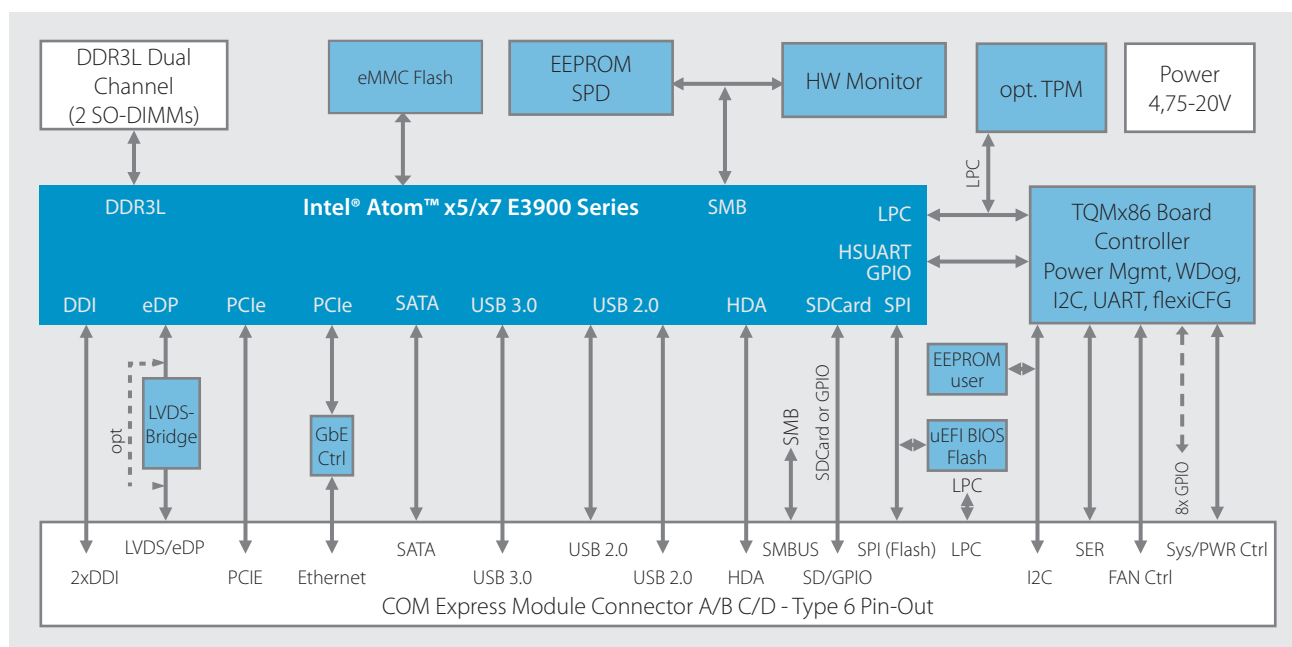 DDR3L Dual
Channel
(2 SO-DIMMs)
eMMC Flash
EEPROM
SPD
HW Monitor
opt. TPM
Power
4,75-20V
LPC
DDR3L
Intel® Atom™ x5/x7 E3900 Series
SMB
LPC
HSUART
GPIO
TQMx86 Board
Controller
Power Mgmt, WDog,
I2C, UART, flexiCFG
DDI
eDP
PCIe
PCIe
SATA
USB 3.0
USB 2.0
HDA
SDCard
SPI
opt
LVDS-
Bridge
GbE
Ctrl
SMB
SDCard or GPIO
EEPROM
user
uEFI BIOS
Flash
LPC
8x GPIO
2xDDI
LVDS/eDP
PCIE
Ethernet
SATA
USB 3.0
USB 2.0
USB 2.0
HDA
SMBUS
SD/GPIO
SPI (Flash)
LPC
I2C
SER
FAN Ctrl
Sys/PWR Ctrl
COM Express Module Connector A/B C/D - Type 6 Pin-Out